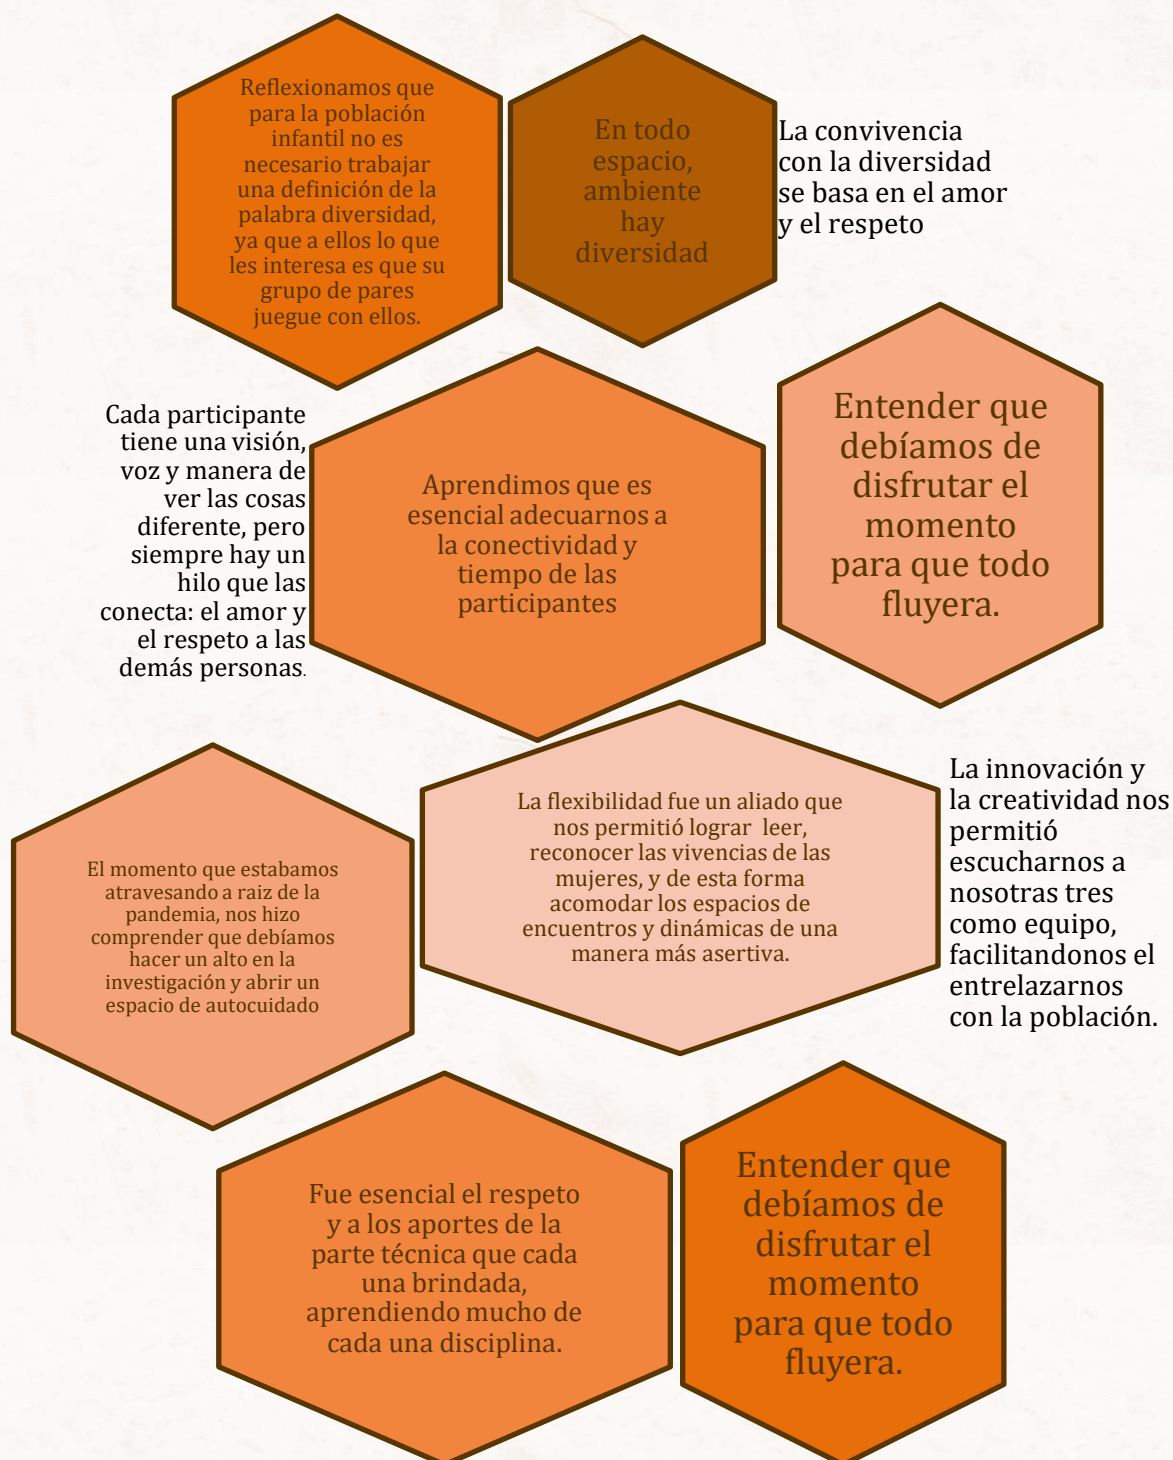 Reflexionamos que
para la población
infantil no es
necesario trabajar
una definición de la
palabra diversidad,
ya que a ellos lo que
les interesa es que su
grupo de pares
juegue con ellos.
En todo
espacio,
ambiente
hay
diversidad
La convivencia
con la diversidad
se basa en el amor
y el respeto
Cada participante
tiene una visión,
voz y manera de
ver las cosas
diferente, pero
siempre hay un
hilo que las
conecta: el amor y
el respeto a las
demás personas.
Aprendimos que es
esencial adecuarnos a
la conectividad y
tiempo de las
participantes
Entender que
debíamos de
disfrutar el
momento
para que todo
fluyera.
El momento que estabamos
atravesando a raiz de la
pandemia, nos hizo
comprender que debíamos
hacer un alto en la
investigación y abrir un
espacio de autocuidado
La flexibilidad fue un aliado que
nos permitió lograr leer,
reconocer las vivencias de las
mujeres, y de esta forma
acomodar los espacios de
encuentros y dinámicas de una
manera más asertiva.
La innovación y
la creatividad nos
permitió
escucharnos a
nosotras tres
como equipo,
facilitandonos el
entrelazarnos
con la población.
Fue esencial el respeto
y a los aportes de la
parte técnica que cada
una brindada,
aprendiendo mucho de
cada una disciplina.
Entender que
debíamos de
disfrutar el
momento
para que todo
fluyera.